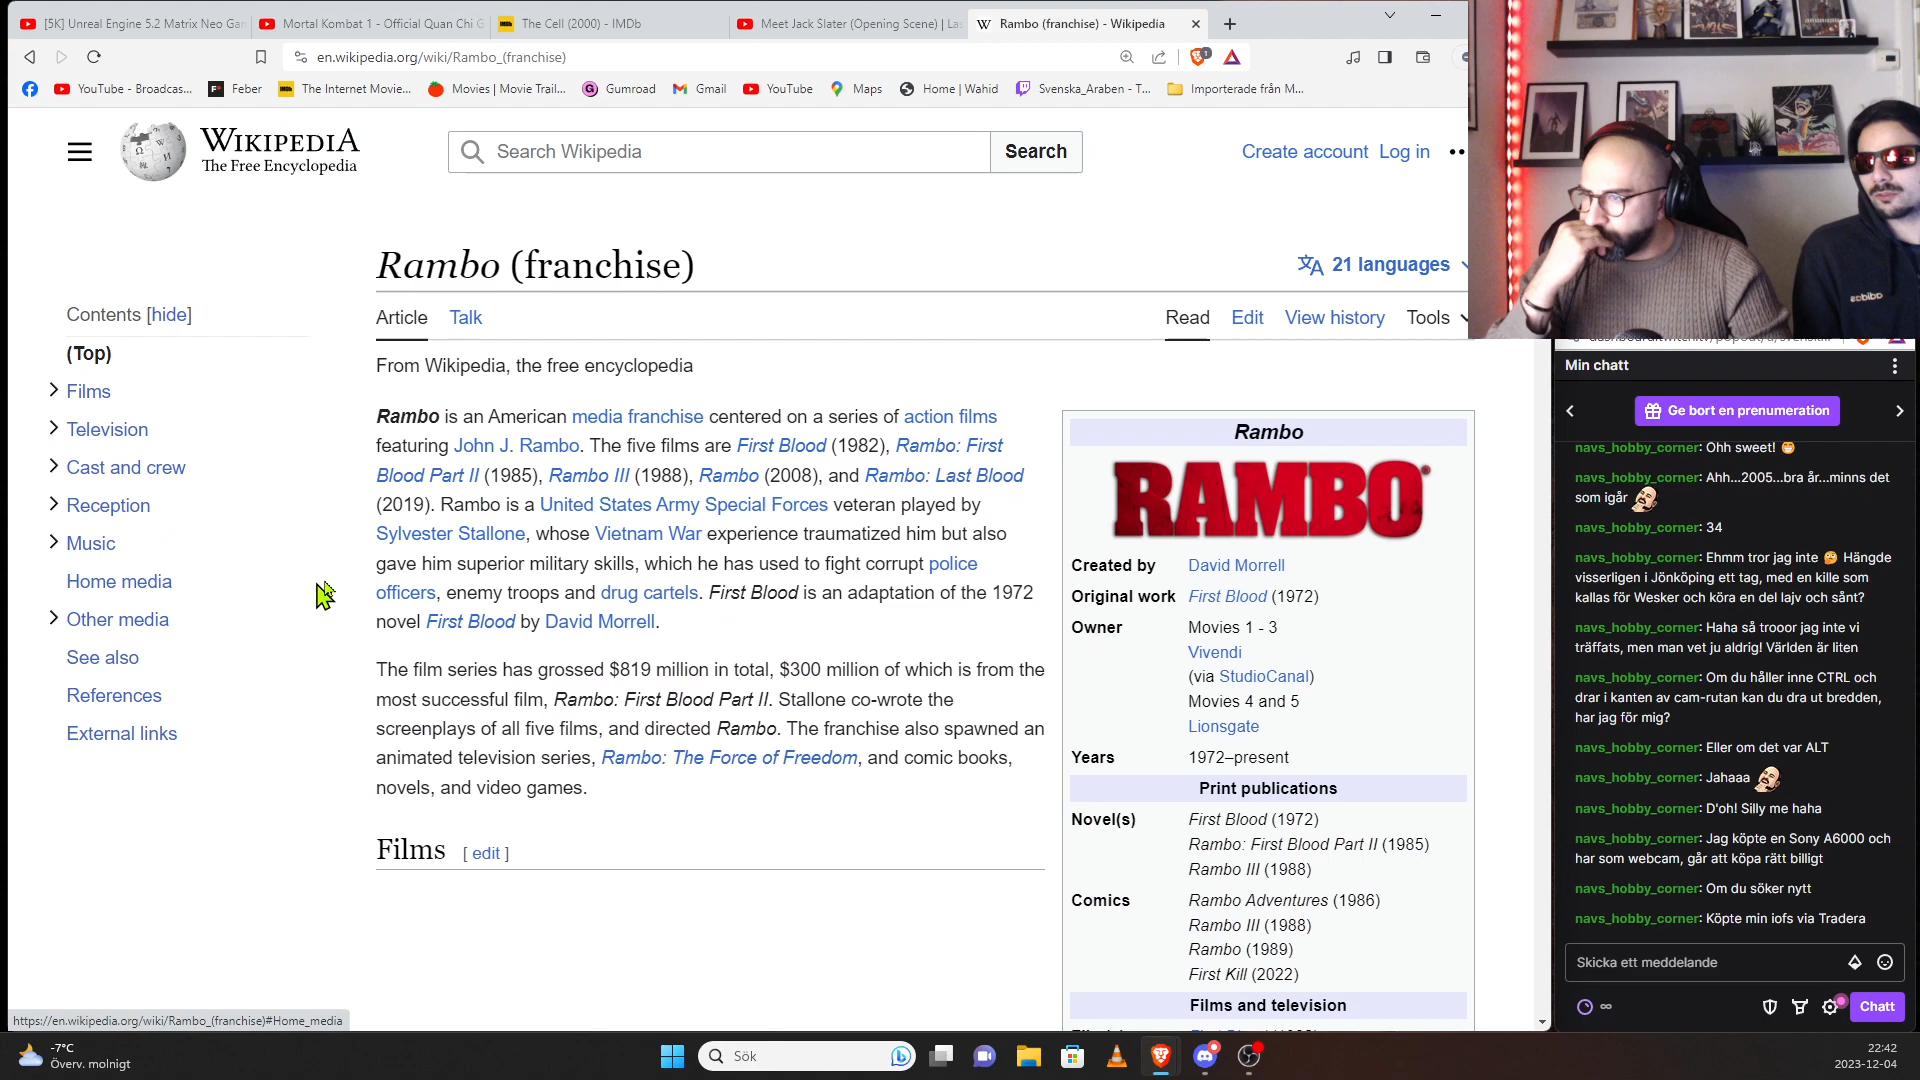 [5K] Unreal Engine 5.2 Matrix Neo Gam
Mortal Kombat 1 - Official Quan Chi G
The Cell (2000) - IMDb
Meet Jack Slater (Opening Scene) | Las
Rambo (franchise) - Wikipedia
en.wikipedia.org/wiki/Rambo_(franchise)
YouTube - Broadcas...
Feber
The Internet Movie...
Movies | Movie Trail...
Gumroad
Gmail
YouTube
Maps
Home | Wahid
Svenska_Araben - T...
Importerade från M...
WIKIPEDIA
The Free Encyclopedia
Search Wikipedia
Search
Create account Log in
Rambo (franchise)
21 languages
Article Talk
Read Edit View history Tools
From Wikipedia, the free encyclopedia
Contents [hide]
(Top)
Films
Television
Cast and crew
Reception
Music
Home media
Other media
See also
References
External links
Rambo is an American media franchise centered on a series of action films
featuring John J. Rambo. The five films are First Blood (1982), Rambo: First
Blood Part II (1985), Rambo III (1988), Rambo (2008), and Rambo: Last Blood
(2019). Rambo is a United States Army Special Forces veteran played by
Sylvester Stallone, whose Vietnam War experience traumatized him but also
gave him superior military skills, which he has used to fight corrupt police
officers, enemy troops and drug cartels. First Blood is an adaptation of the 1972
novel First Blood by David Morrell.
The film series has grossed $819 million in total, $300 million of which is from the
most successful film, Rambo: First Blood Part II. Stallone co-wrote the
screenplays of all five films, and directed Rambo. The franchise also spawned an
animated television series, Rambo: The Force of Freedom, and comic books,
novels, and video games.
Films [ edit ]
Rambo
RAMBO
Created by David Morrell
Original work First Blood (1972)
Owner Movies 1 - 3
Vivendi
(via StudioCanal)
Movies 4 and 5
Lionsgate
Years 1972–present
Print publications
Novel(s) First Blood (1972)
Rambo: First Blood Part II (1985)
Rambo III (1988)
Comics Rambo Adventures (1986)
Rambo III (1988)
Rambo (1989)
First Kill (2022)
Films and television
https://en.wikipedia.org/wiki/Rambo_(franchise)#Home_media
Min chatt
Ge bort en prenumeration
navs_hobby_corner: Ohh sweet!
navs_hobby_corner: Ahh...2005...bra år...minns det
som igår
navs_hobby_corner: 34
navs_hobby_corner: Ehmm tror jag inte Hängde
visserligen i Jönköping ett tag, med en kille som
kallas för Wesker och köra en del lajv och sånt?
navs_hobby_corner: Haha så trooor jag inte vi
träffats, men man vet ju aldrig! Världen är liten
navs_hobby_corner: Om du håller inne CTRL och
drar i kanten av cam-rutan kan du dra ut bredden,
har jag för mig?
navs_hobby_corner: Eller om det var ALT
navs_hobby_corner: Jahaaa
navs_hobby_corner: D'oh! Silly me haha
navs_hobby_corner: Jag köpte en Sony A6000 och
har som webcam, går att köpa rätt billigt
navs_hobby_corner: Om du söker nytt
navs_hobby_corner: Köpte min iofs via Tradera
Skicka ett meddelande
Chatt
-7°C
Överv. molnigt
Sök
22:42
2023-12-04